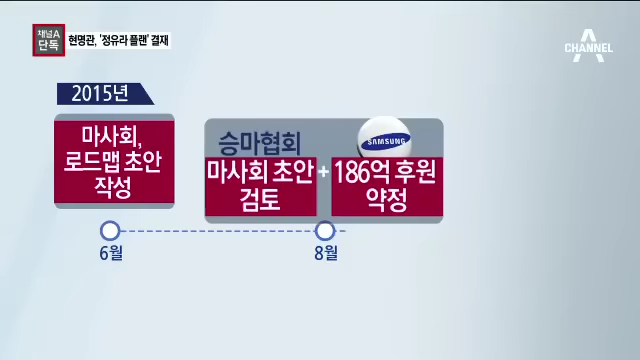 채널A
단독
현명관, '정유라 플랜' 결재
CHANNEL A
2015년
마사회,
로드맵 초안
작성
승마협회
SAMSUNG
마사회 초안 + 186억 후원
검토 약정
6월
8월